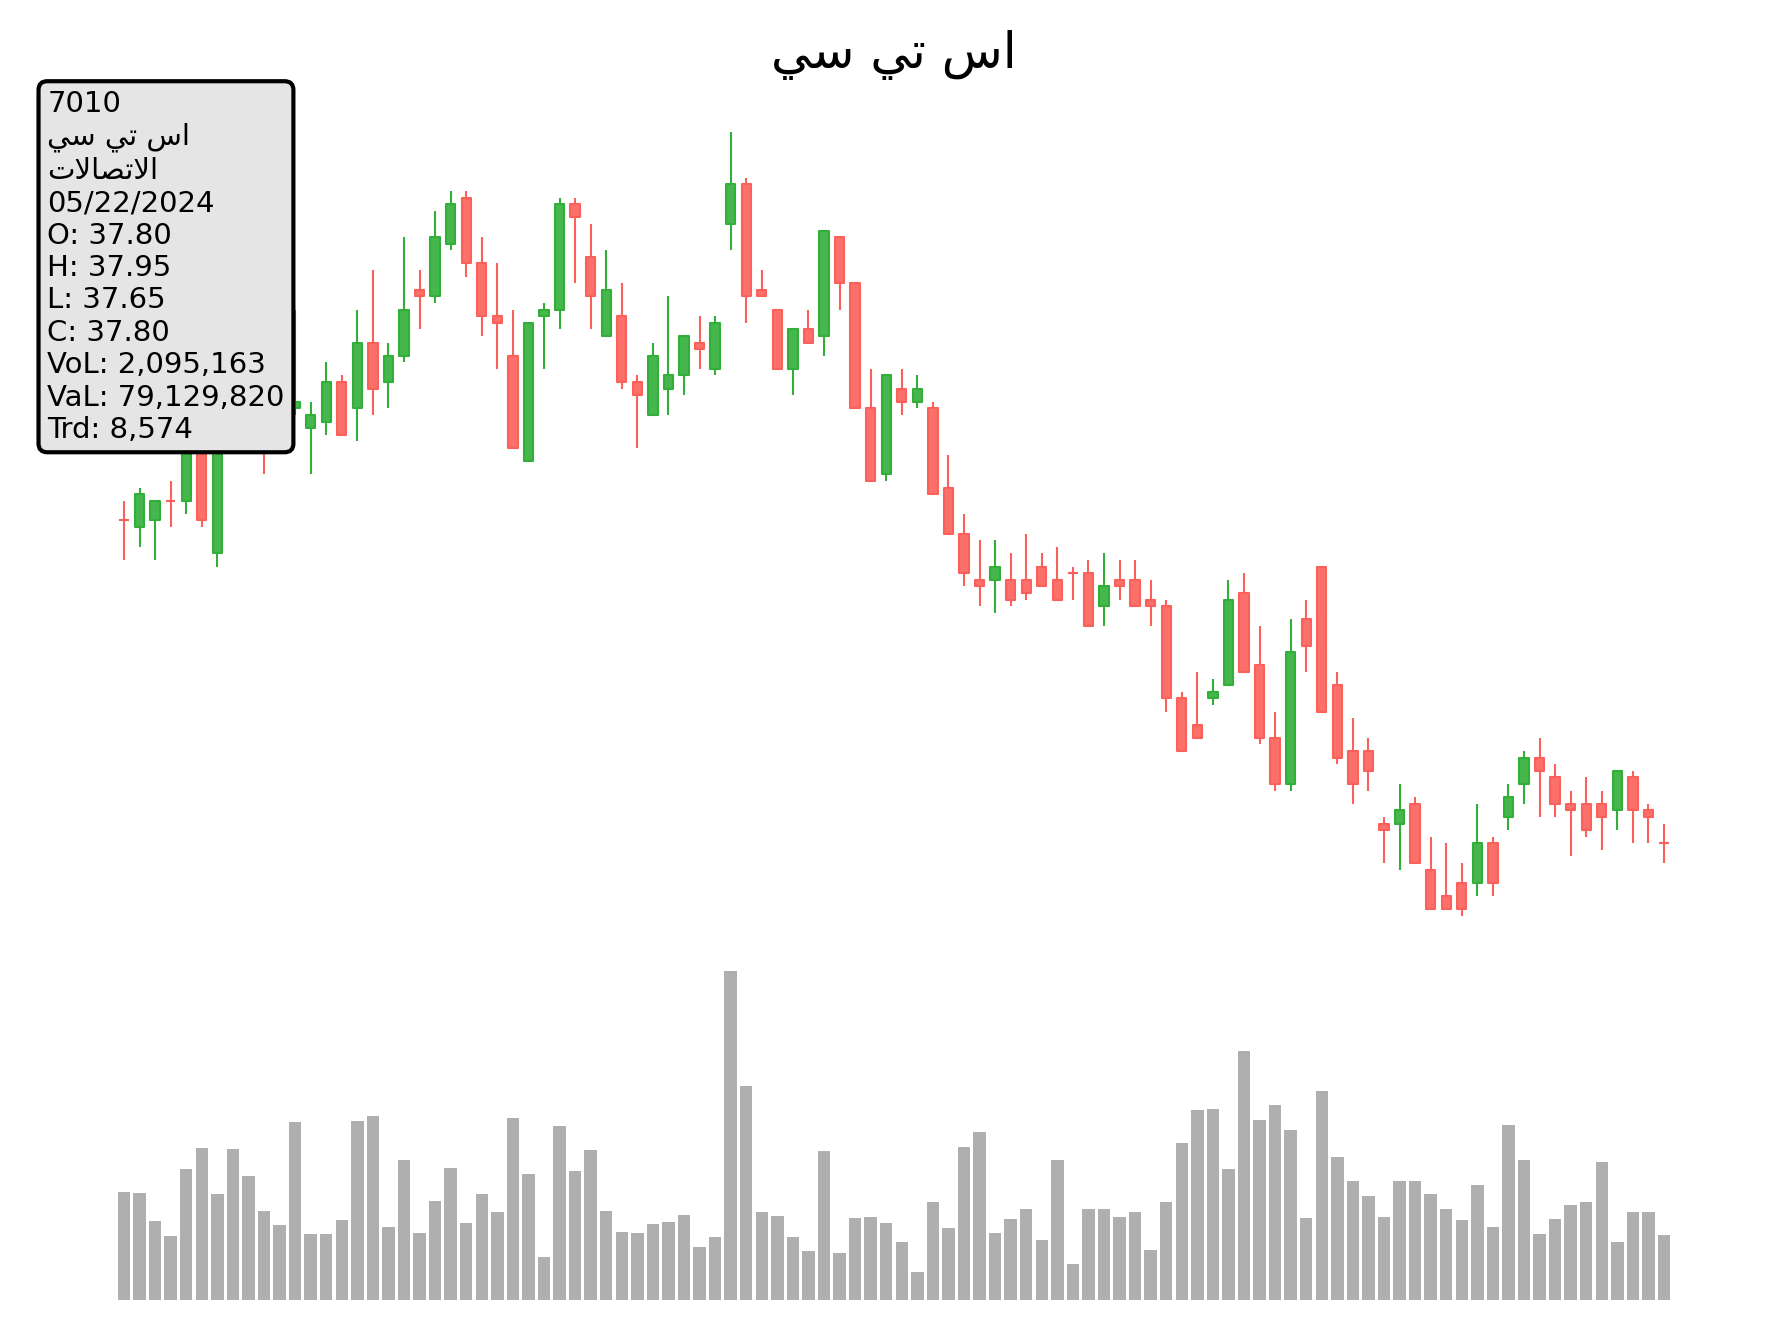 اس تي سي
7010
اس تي سي
الاتصالات
05/22/2024
O: 37.80
H: 37.95
L: 37.65
C: 37.80
VoL: 2,095,163
VaL: 79,129,820
Trd: 8,574